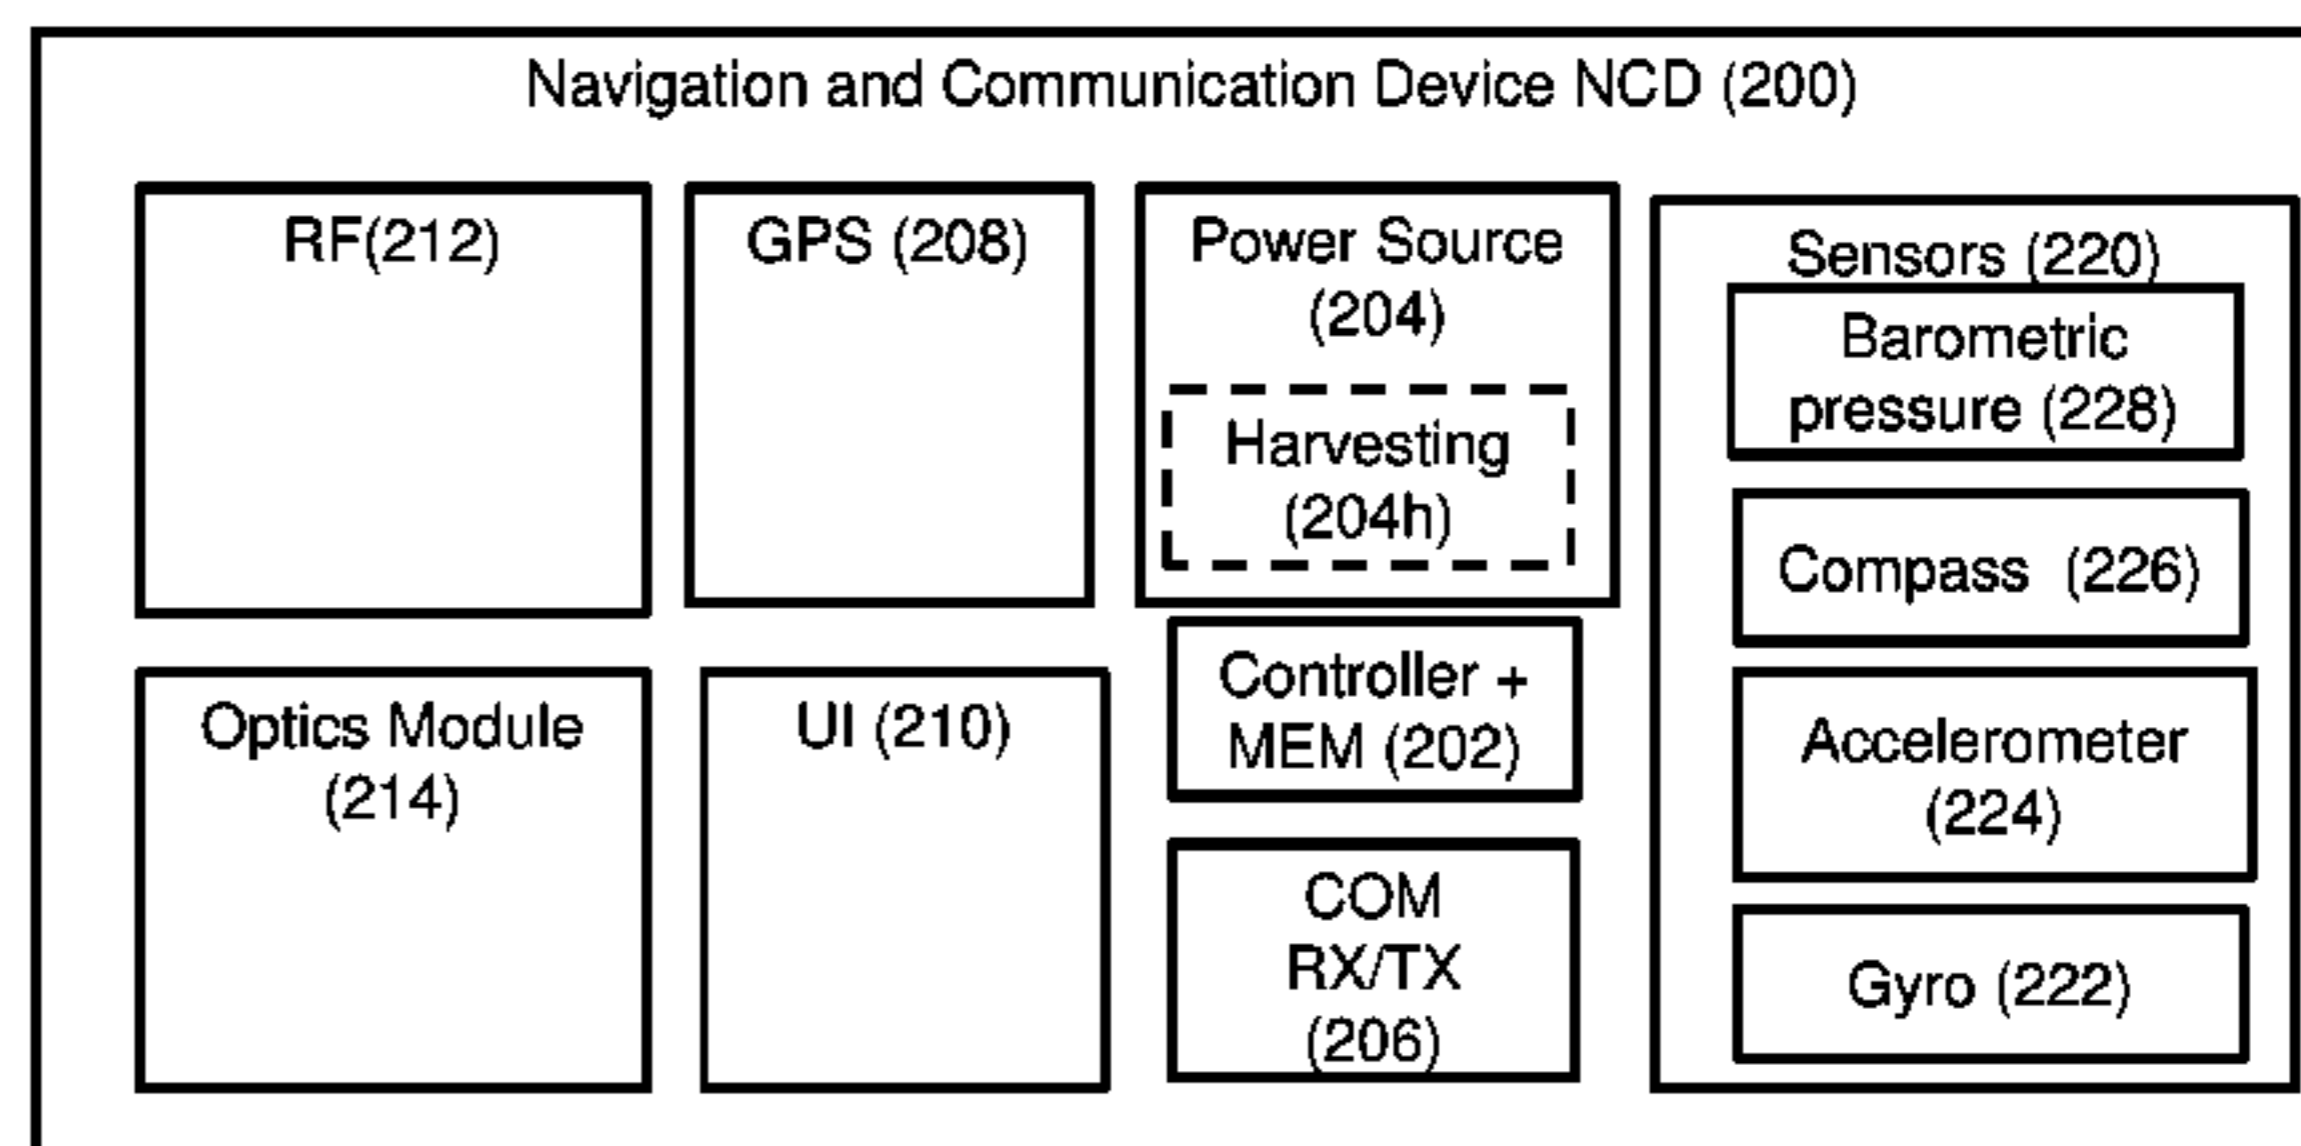 Navigation and Communication Device NCD (200)
RF(212)
GPS (208)
Power Source
(204)
Harvesting
(204h)
Sensors (220)
Barometric
pressure (228)
Compass (226)
Accelerometer
(224)
Gyro (222)
Optics Module
(214)
UI (210)
Controller +
MEM (202)
COM
RX/TX
(206)